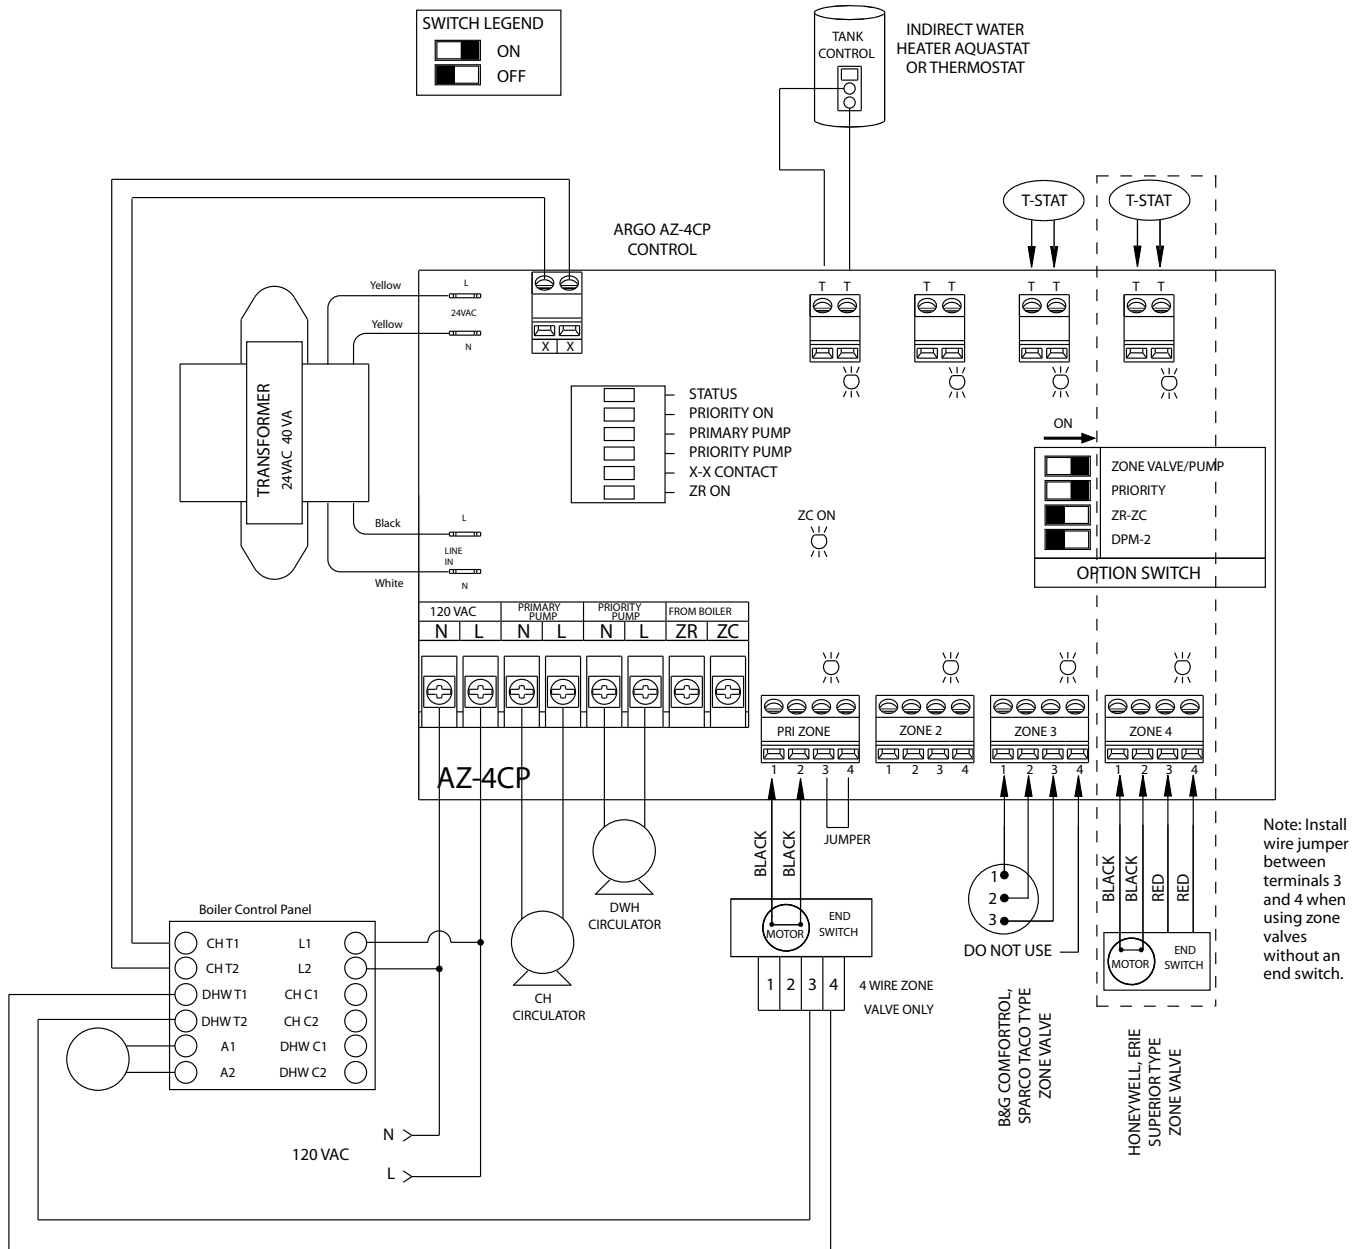 SWITCH LEGEND
ON
OFF
TANK
CONTROL
INDIRECT WATER
HEATER AQUASTAT
OR THERMOSTAT
ARGO AZ-4CP
CONTROL
T-STAT
T-STAT
Yellow
L
24VAC
Yellow
N
X X
T T
T T
T T
T T
TRANSFORMER
24VAC 40 VA
STATUS
PRIORITY ON
PRIMARY PUMP
PRIORITY PUMP
X-X CONTACT
ZR ON
ON
ZONE VALVE/PUMP
PRIORITY
ZR-ZC
DPM-2
OPTION SWITCH
ZC ON
Black
L
LINE
IN
White
N
120 VAC
PRIMARY
PUMP
PRIORITY
PUMP
FROM BOILER
N L N L N L ZR ZC
PRI ZONE
1 2 3 4
ZONE 2
1 2 3 4
ZONE 3
1 2 3 4
ZONE 4
1 2 3 4
AZ-4CP
BLACK
BLACK
JUMPER
MOTOR
END
SWITCH
1 2 3 4
4 WIRE ZONE
VALVE ONLY
1
2
3
DO NOT USE
B&G COMFORTROL,
SPARCO TACO TYPE
ZONE VALVE
BLACK
BLACK
RED
RED
MOTOR
END
SWITCH
HONEYWELL, ERIE
SUPERIOR TYPE
ZONE VALVE
Note: Install
wire jumper
between
terminals 3
and 4 when
using zone
valves
without an
end switch.
DWH
CIRCULATOR
CH
CIRCULATOR
Boiler Control Panel
CH T1 L1
CH T2 L2
DHW T1 CH C1
DHW T2 CH C2
A1 DHW C1
A2 DHW C2
N
120 VAC
L